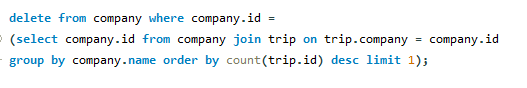 delete from company where company.id =
(select company.id from company join trip on trip.company = company.id
group by company.name order by count(trip.id) desc limit 1);